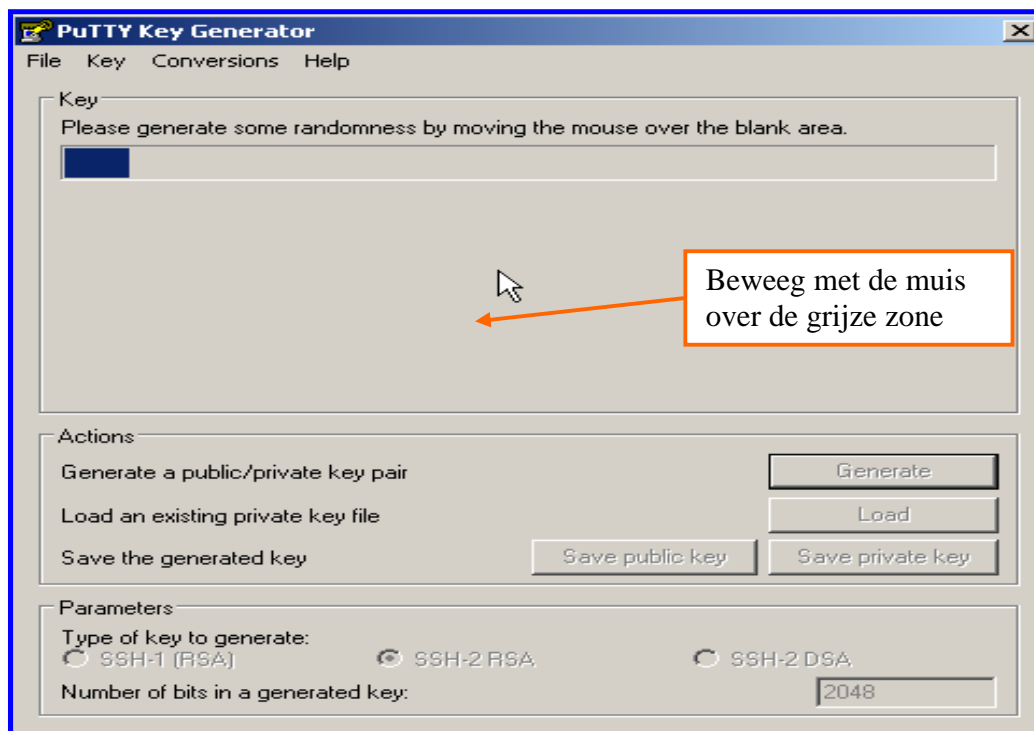 PuTTY Key Generator
File Key Conversions Help
Key
Please generate some randomness by moving the mouse over the blank area.
Beweeg met de muis
over de grijze zone
Actions
Generate a public/private key pair
Generate
Load an existing private key file
Load
Save the generated key
Save public key
Save private key
Parameters
Type of key to generate:
SSH-1 (RSA)
SSH-2 RSA
SSH-2 DSA
Number of bits in a generated key:
2048